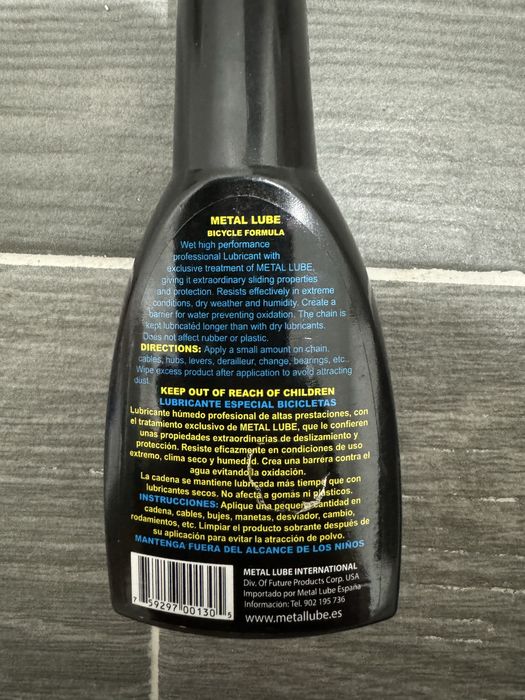 METAL LUBE
BICYCLE FORMULA
Wet high performance
professional Lubricant with
exclusive treatment of METAL LUBE,
giving it extraordinary sliding properties
and protection. Resists effectively in extreme
conditions, dry weather and humidity. Create a
barrier for water preventing oxidation. The chain is
kept lubricated longer than with dry lubricants.
Does not affect rubber or plastic.
DIRECTIONS: Apply a small amount on chain,
cables, hubs, levers, derailleur, change, bearings, etc..
Wipe excess product after application to avoid attracting
dust.
KEEP OUT OF REACH OF CHILDREN
LUBRICANTE ESPECIAL BICICLETAS
Lubricante húmedo profesional de altas prestaciones, con
el tratamiento exclusivo de METAL LUBE, que le confieren
unas propiedades extraordinarias de deslizamiento y
protección. Resiste eficazmente en condiciones de uso
extremo, clima seco y humedad. Crea una barrera contra el
agua evitando la oxidación.
La cadena se mantiene lubricada más tiempo que con
lubricantes secos. No afecta a gomas ni plásticos.
INSTRUCCIONES: Aplique una pequeña cantidad en
cadena, cables, bujes, manetas, desviador, cambio,
rodamientos, etc. Limpiar el producto sobrante después de
su aplicación para evitar la atracción de polvo.
MANTENGA FUERA DEL ALCANCE DE LOS NIÑOS
METAL LUBE INTERNATIONAL
Div. Of Future Products Corp. USA
Importado por Metal Lube España
Información: Tel. 902 195 736
www.metallube.es
7 59297 00130 5